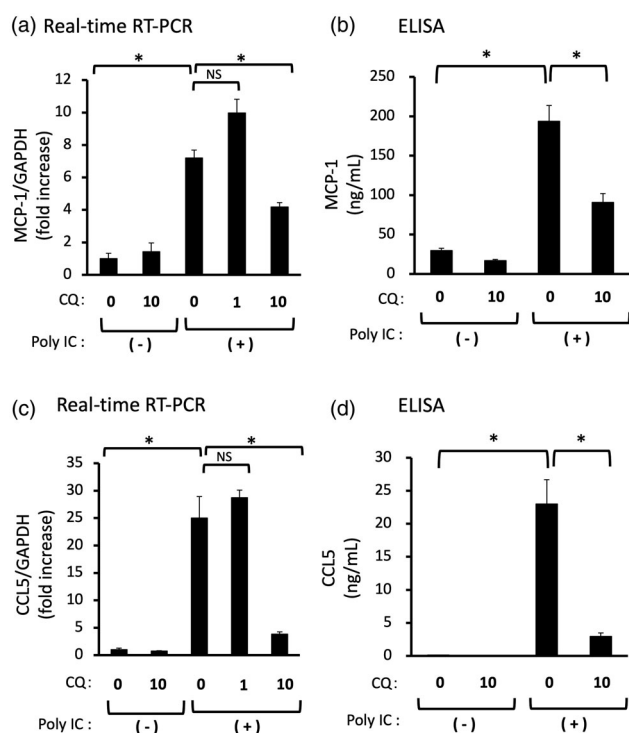 (a) Real-time RT-PCR
* *
NS
MCP-1/GAPDH
(fold increase)
12
10
8
6
4
2
0
CQ: 0 10 0 1 10
Poly IC : ( - ) ( + )
(b) ELISA
* *
MCP-1
(ng/mL)
250
200
150
100
50
0
CQ: 0 10 0 10
Poly IC : ( - ) ( + )
(c) Real-time RT-PCR
* *
NS
CCL5/GAPDH
(fold increase)
35
30
25
20
15
10
5
0
CQ: 0 10 0 1 10
Poly IC : ( - ) ( + )
(d) ELISA
* *
CCL5
(ng/mL)
30
25
20
15
10
5
0
CQ: 0 10 0 10
Poly IC : ( - ) ( + )